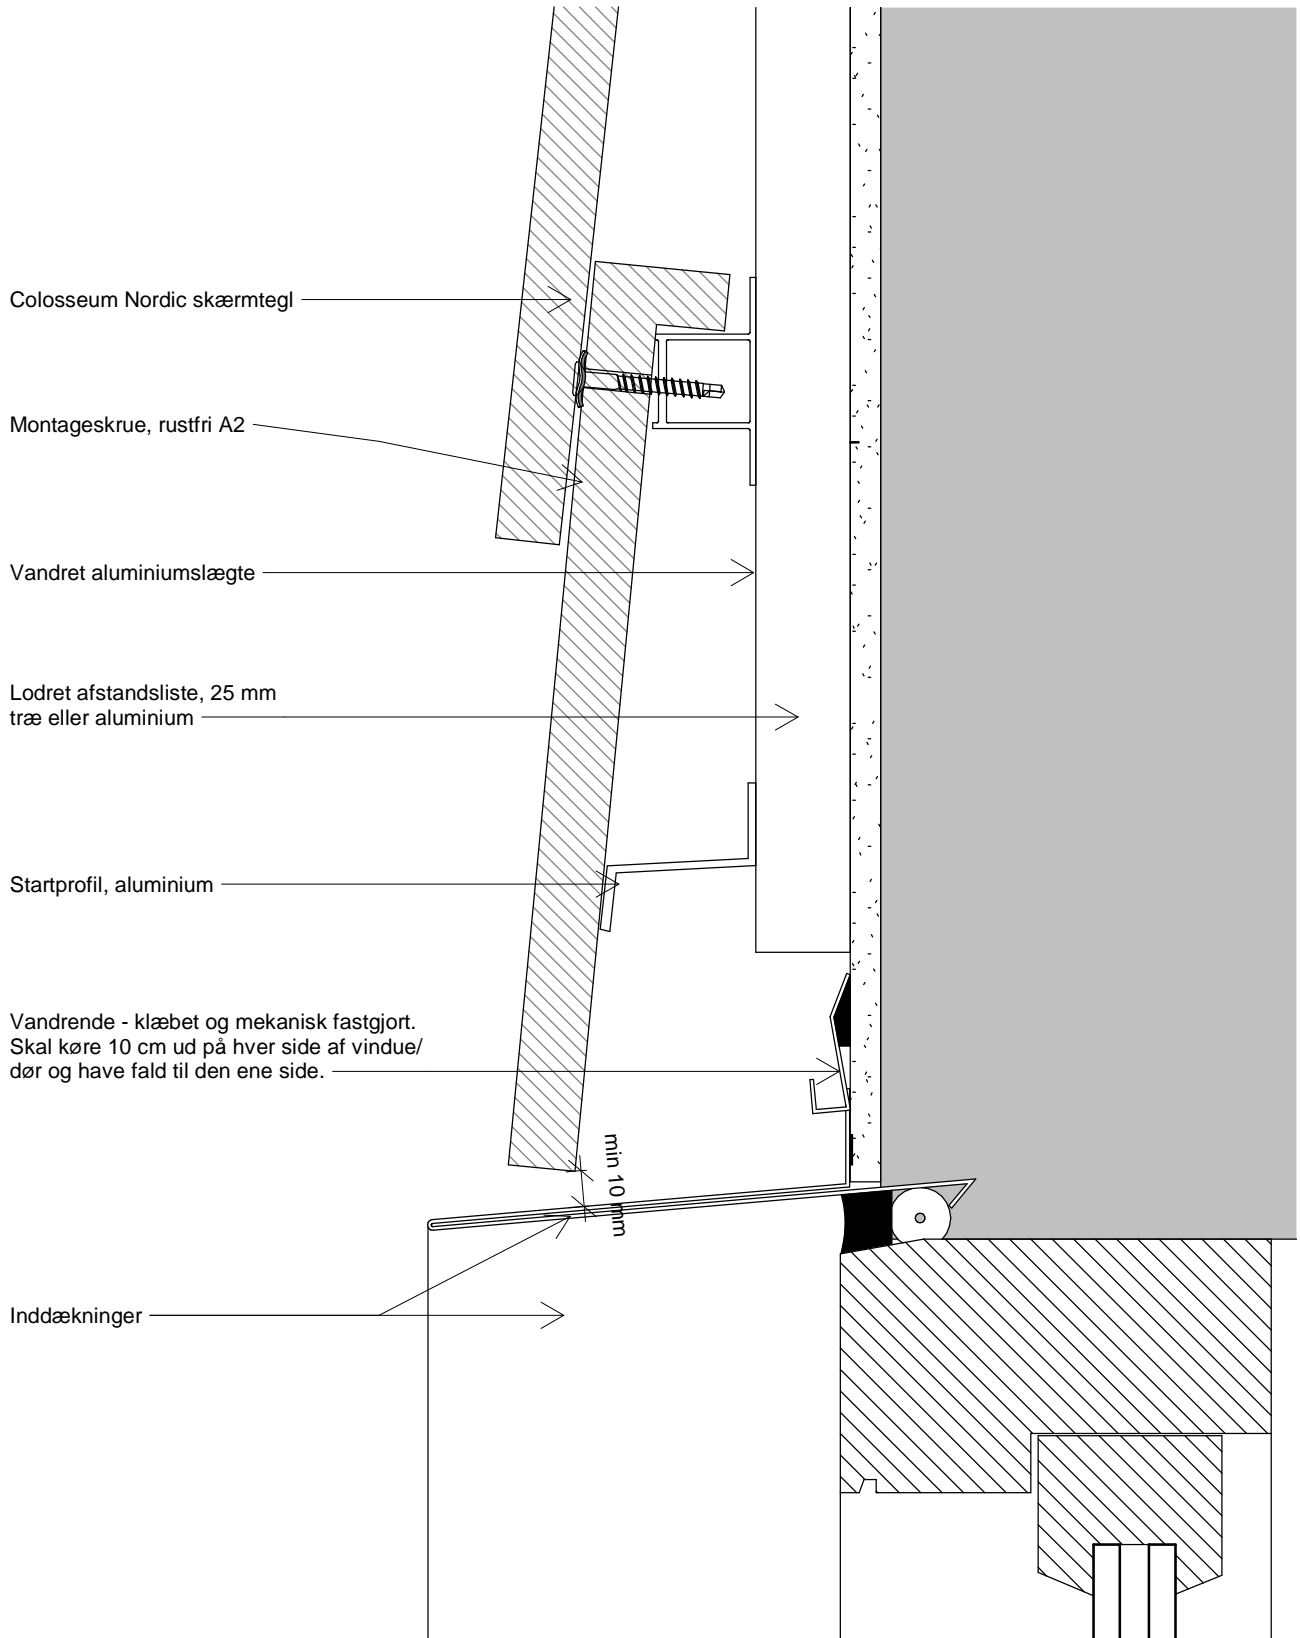 Colosseum Nordic skærmtegl
Montageskrue, rustfri A2
Vandret aluminiumslægte
Lodret afstandsliste, 25 mm
træ eller aluminium
Startprofil, aluminium
Vandrende - klæbet og mekanisk fastgjort.
Skal køre 10 cm ud på hver side af vindue/
dør og have fald til den ene side.
min 10 mm
Inddækninger